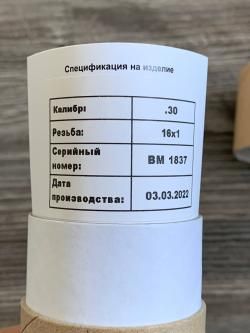 Спецификация на изделие
Калибр: .30
Резьба: 16x1
Серийный
номер: BM 1837
Дата
производства: 03.03.2022